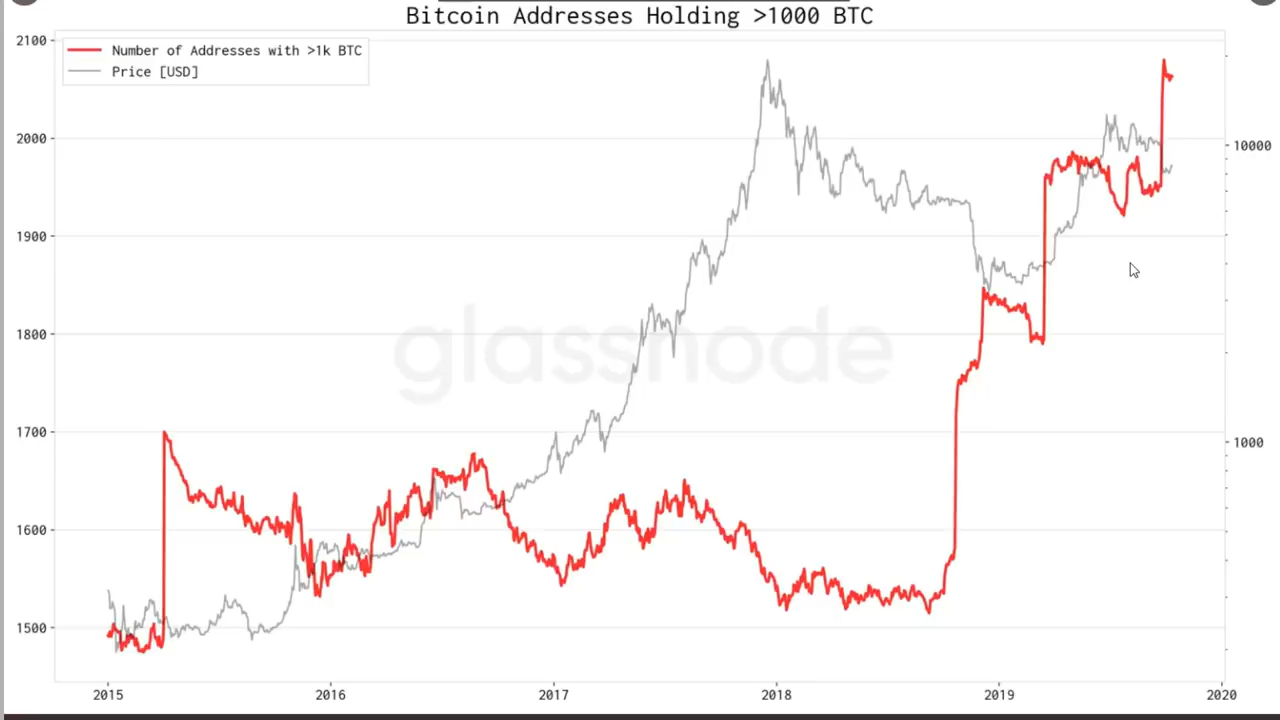 Bitcoin Addresses Holding >1000 BTC
Number of Addresses with >1k BTC
Price [USD]
2100
2000
1900
1800
1700
1600
1500
10000
1000
glassnode
2015 2016 2017 2018 2019 2020